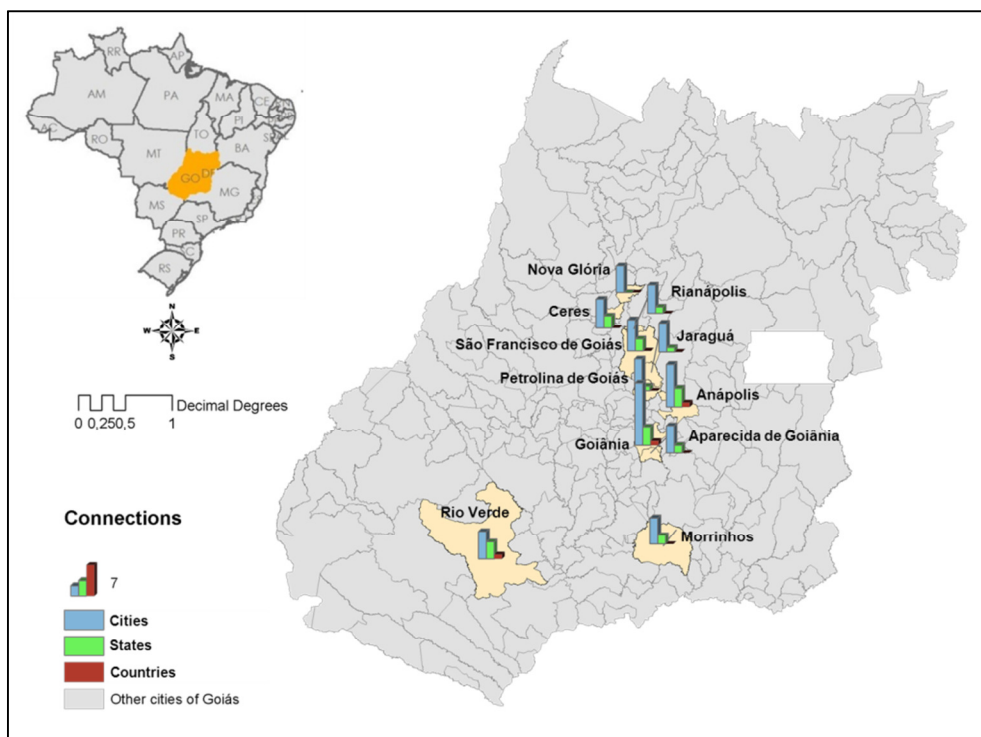 RR
AP
AM
PA
MA
CE
PI
AC
RO
TO
BA
MT
GO
DF
MG
MS
SP
PR
SC
RS
N
W E
S
Decimal Degrees
0 0,250,5 1
Connections
7
Cities
States
Countries
Other cities of Goiás
Nova Glória
Rianápolis
Ceres
São Francisco de Goiás
Jaraguá
Petrolina de Goiás
Anápolis
Goiânia
Aparecida de Goiânia
Rio Verde
Morrinhos